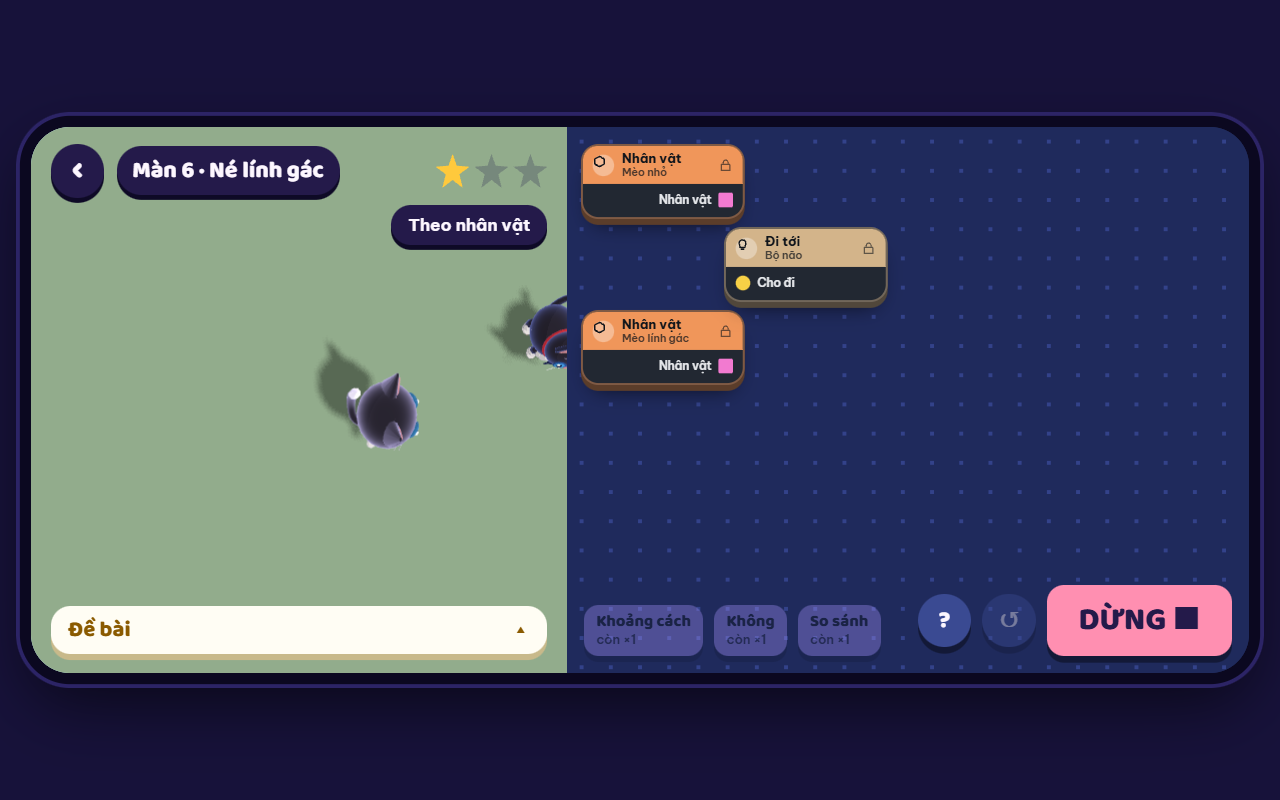 Màn 6 · Né lính gác
Theo nhân vật
Đề bài
Nhân vật
Mèo nhỏ
Nhân vật
Đi tới
Bộ não
Cho đi
Nhân vật
Mèo lính gác
Nhân vật
Khoảng cách
còn ×1
Không
còn ×1
So sánh
còn ×1
?
DỪNG